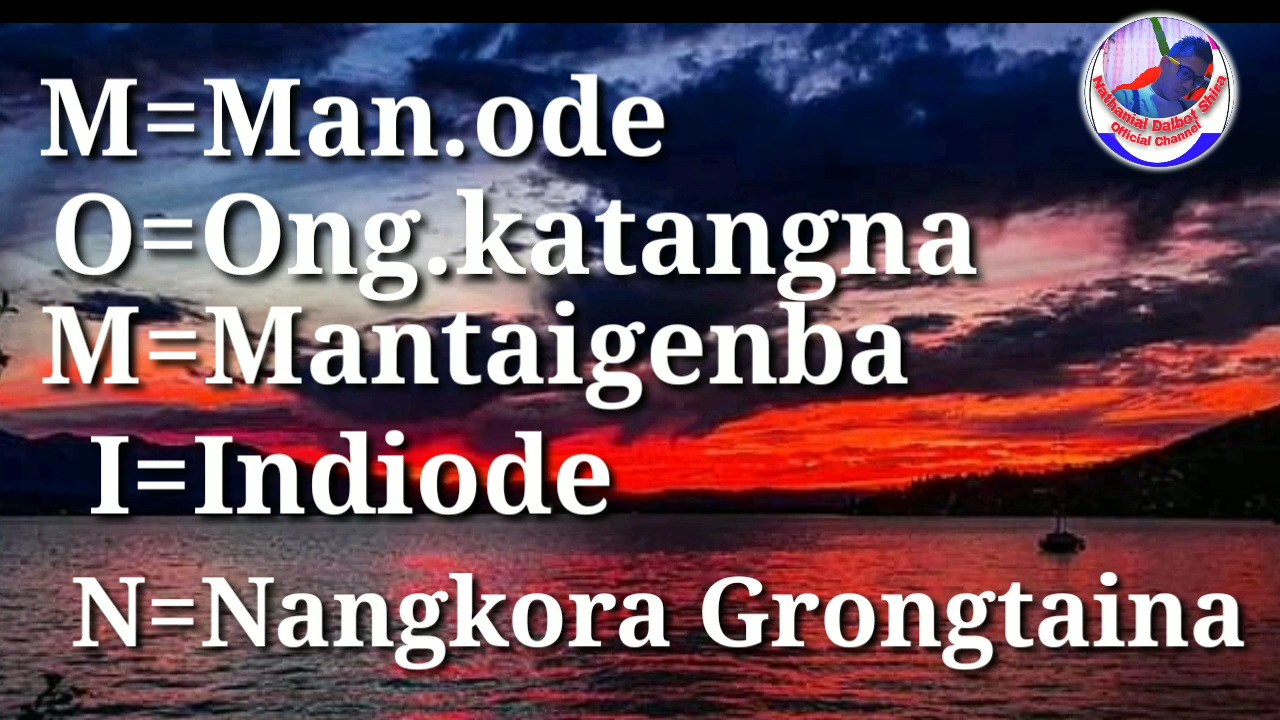 M=Man.ode
O=Ong.katangna
M=Mantaigenba
I=Indiode
N=Nangkora Grongtaina
Nathanial Dalbot Shira
Official Channel